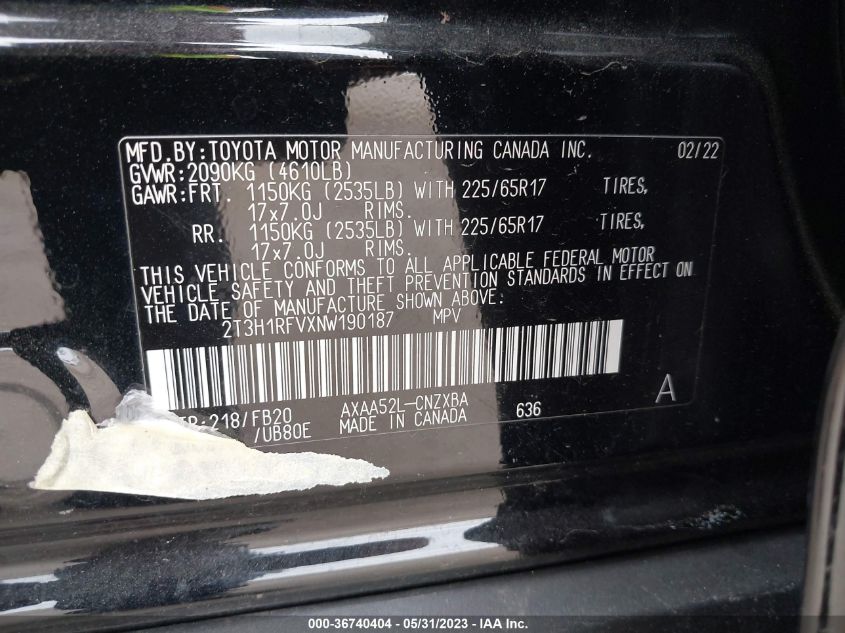 MFD.BY:TOYOTA MOTOR MANUFACTURING CANADA INC. 02/22
GVWR:2090KG (4610LB)
GAWR:FRT. 1150KG (2535LB) WITH 225/65R17 TIRES,
17x7.0J RIMS.
RR. 1150KG (2535LB) WITH 225/65R17 TIRES,
17x7.0J RIMS.
THIS VEHICLE CONFORMS TO ALL APPLICABLE FEDERAL MOTOR
VEHICLE SAFETY AND THEFT PREVENTION STANDARDS IN EFFECT ON
THE DATE OF MANUFACTURE SHOWN ABOVE.
2T3H1RFVXNW190187 MPV
:218/FB20 AXAA52L-CNZXBA 636 A
/UB80E MADE IN CANADA
000-36740404 - 05/31/2023 - IAA Inc.